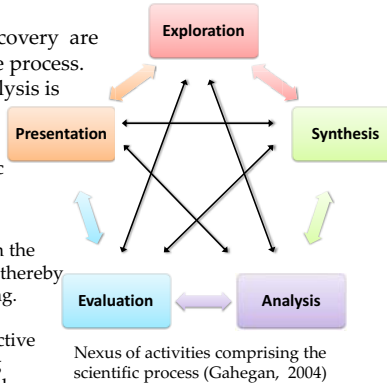 Exploration
covery are
e process.
lysis is
Presentation
Synthesis
c
n the
thereby
g.
Evaluation
Analysis
ctive
g
Nexus of activities comprising the
scientific process (Gahegan, 2004)